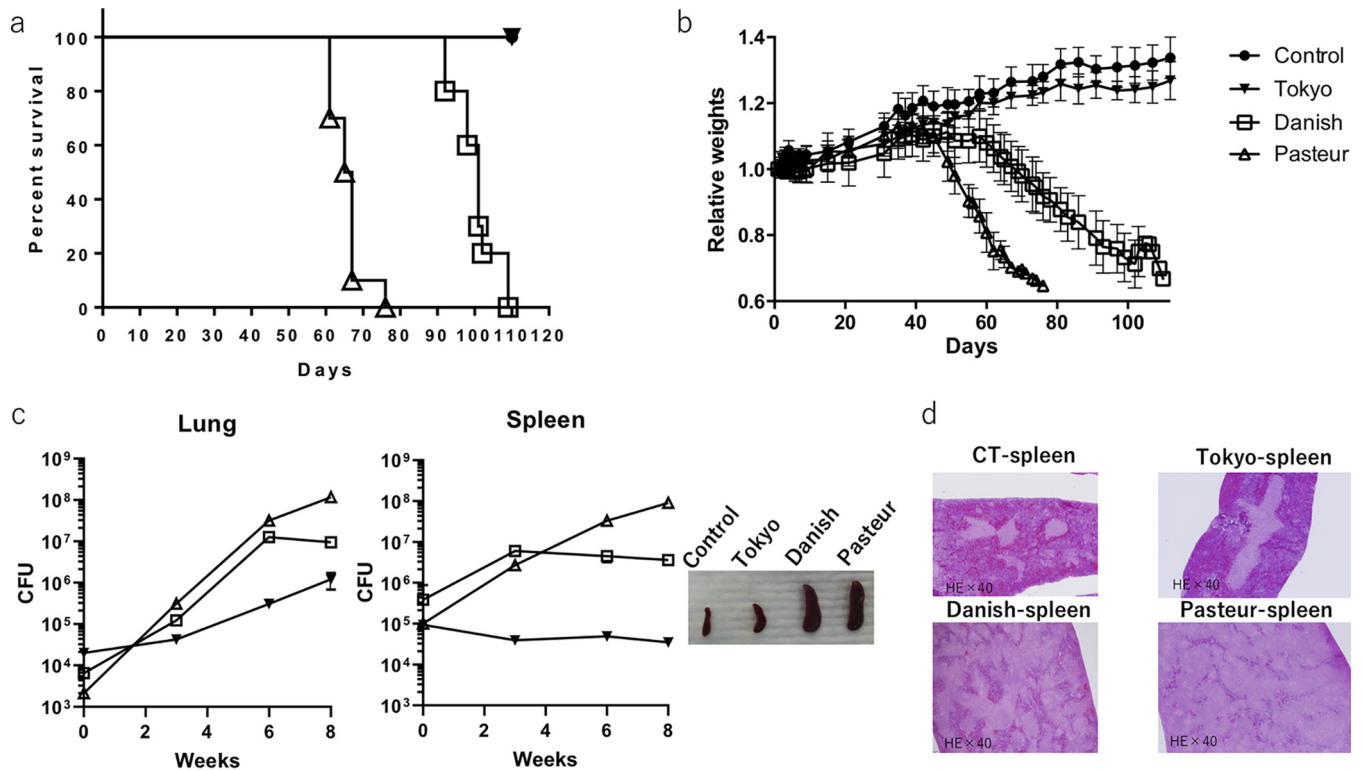 a
Percent survival
100
80
60
40
20
0
0 10 20 30 40 50 60 70 80 90 100 110 120
Days
b
Relative weights
1.4
1.2
1.0
0.8
0.6
0 20 40 60 80 100
Days
Control
Tokyo
Danish
Pasteur
c
Lung
CFU
10⁹
10⁸
10⁷
10⁶
10⁵
10⁴
10³
0 2 4 6 8
Weeks
Spleen
CFU
10⁹
10⁸
10⁷
10⁶
10⁵
10⁴
10³
0 2 4 6 8
Weeks
Control
Tokyo
Danish
Pasteur
d
CT-spleen
HE×40
Tokyo-spleen
HE×40
Danish-spleen
HE×40
Pasteur-spleen
HE×40